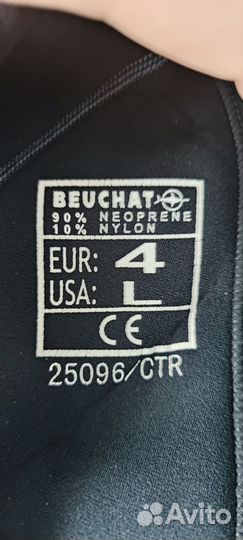 BEUCHAT
90% NEOPRENE
10% NYLON
EUR: 4
USA: L
CE
25096/CTR
Avito